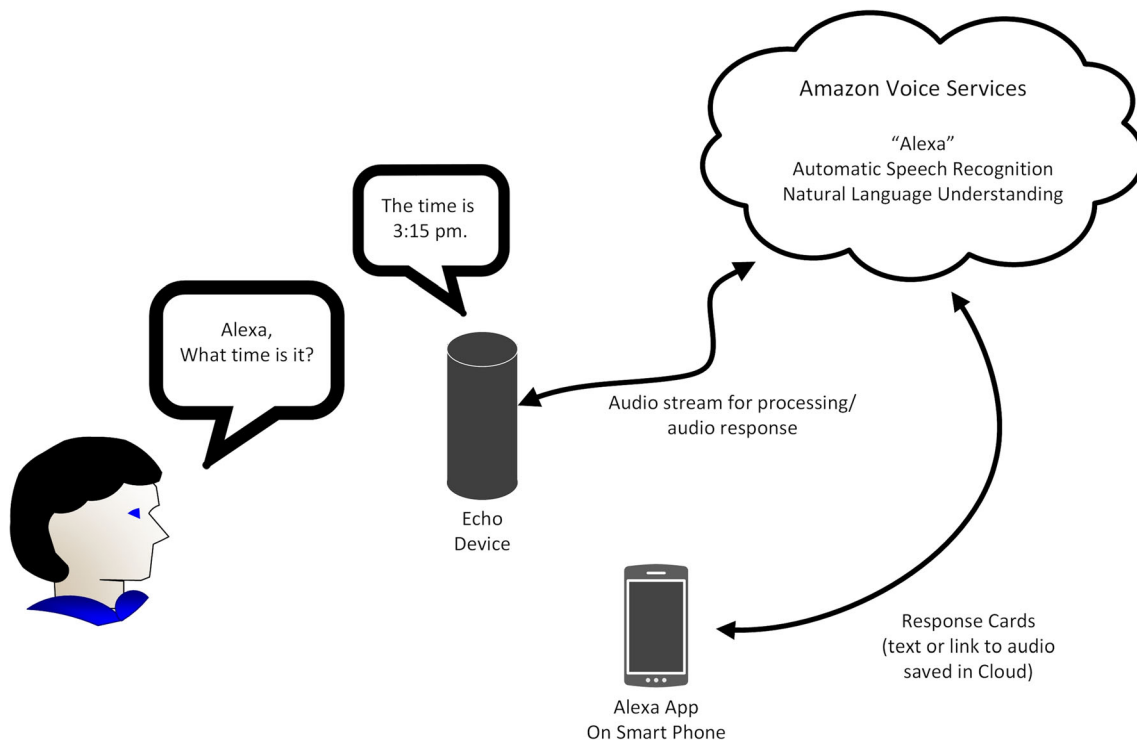 Amazon Voice Services
“Alexa”
Automatic Speech Recognition
Natural Language Understanding
The time is
3:15 pm.
Alexa,
What time is it?
Audio stream for processing/
audio response
Echo
Device
Response Cards
(text or link to audio
saved in Cloud)
Alexa App
On Smart Phone